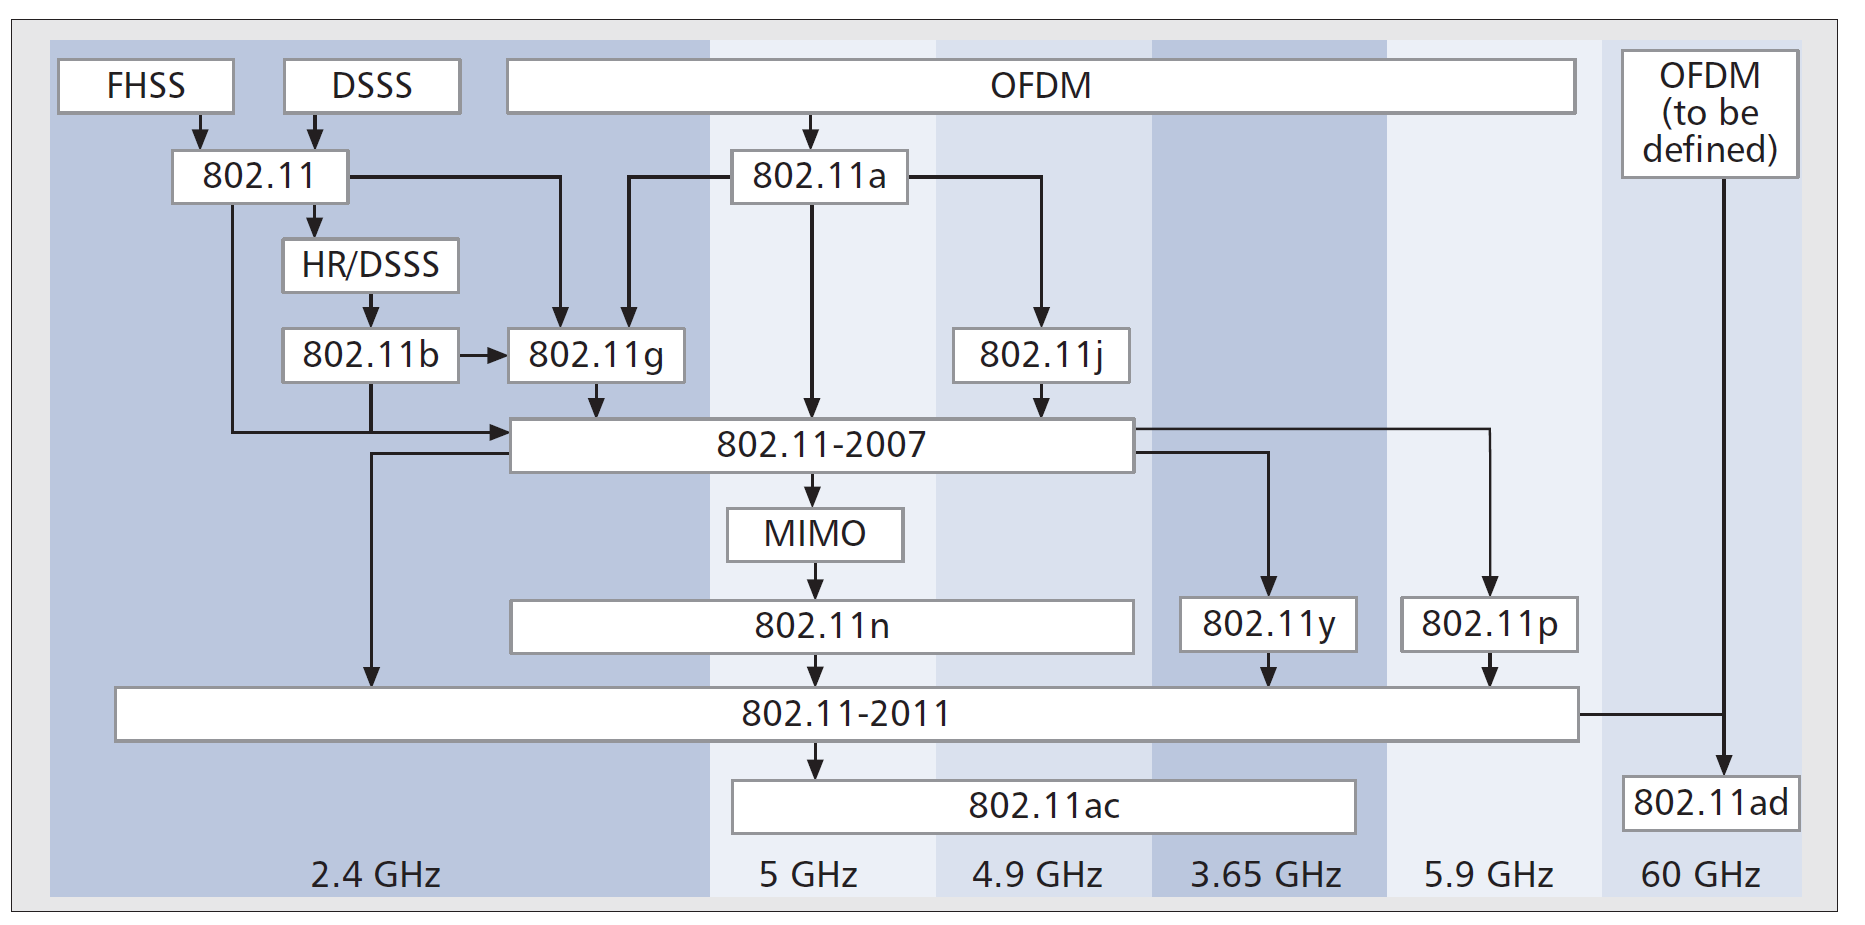 FHSS
DSSS
OFDM
OFDM
(to be
defined)
802.11
802.11a
HR/DSSS
802.11b
802.11g
802.11j
802.11-2007
MIMO
802.11n
802.11y
802.11p
802.11-2011
802.11ac
802.11ad
2.4 GHz
5 GHz
4.9 GHz
3.65 GHz
5.9 GHz
60 GHz